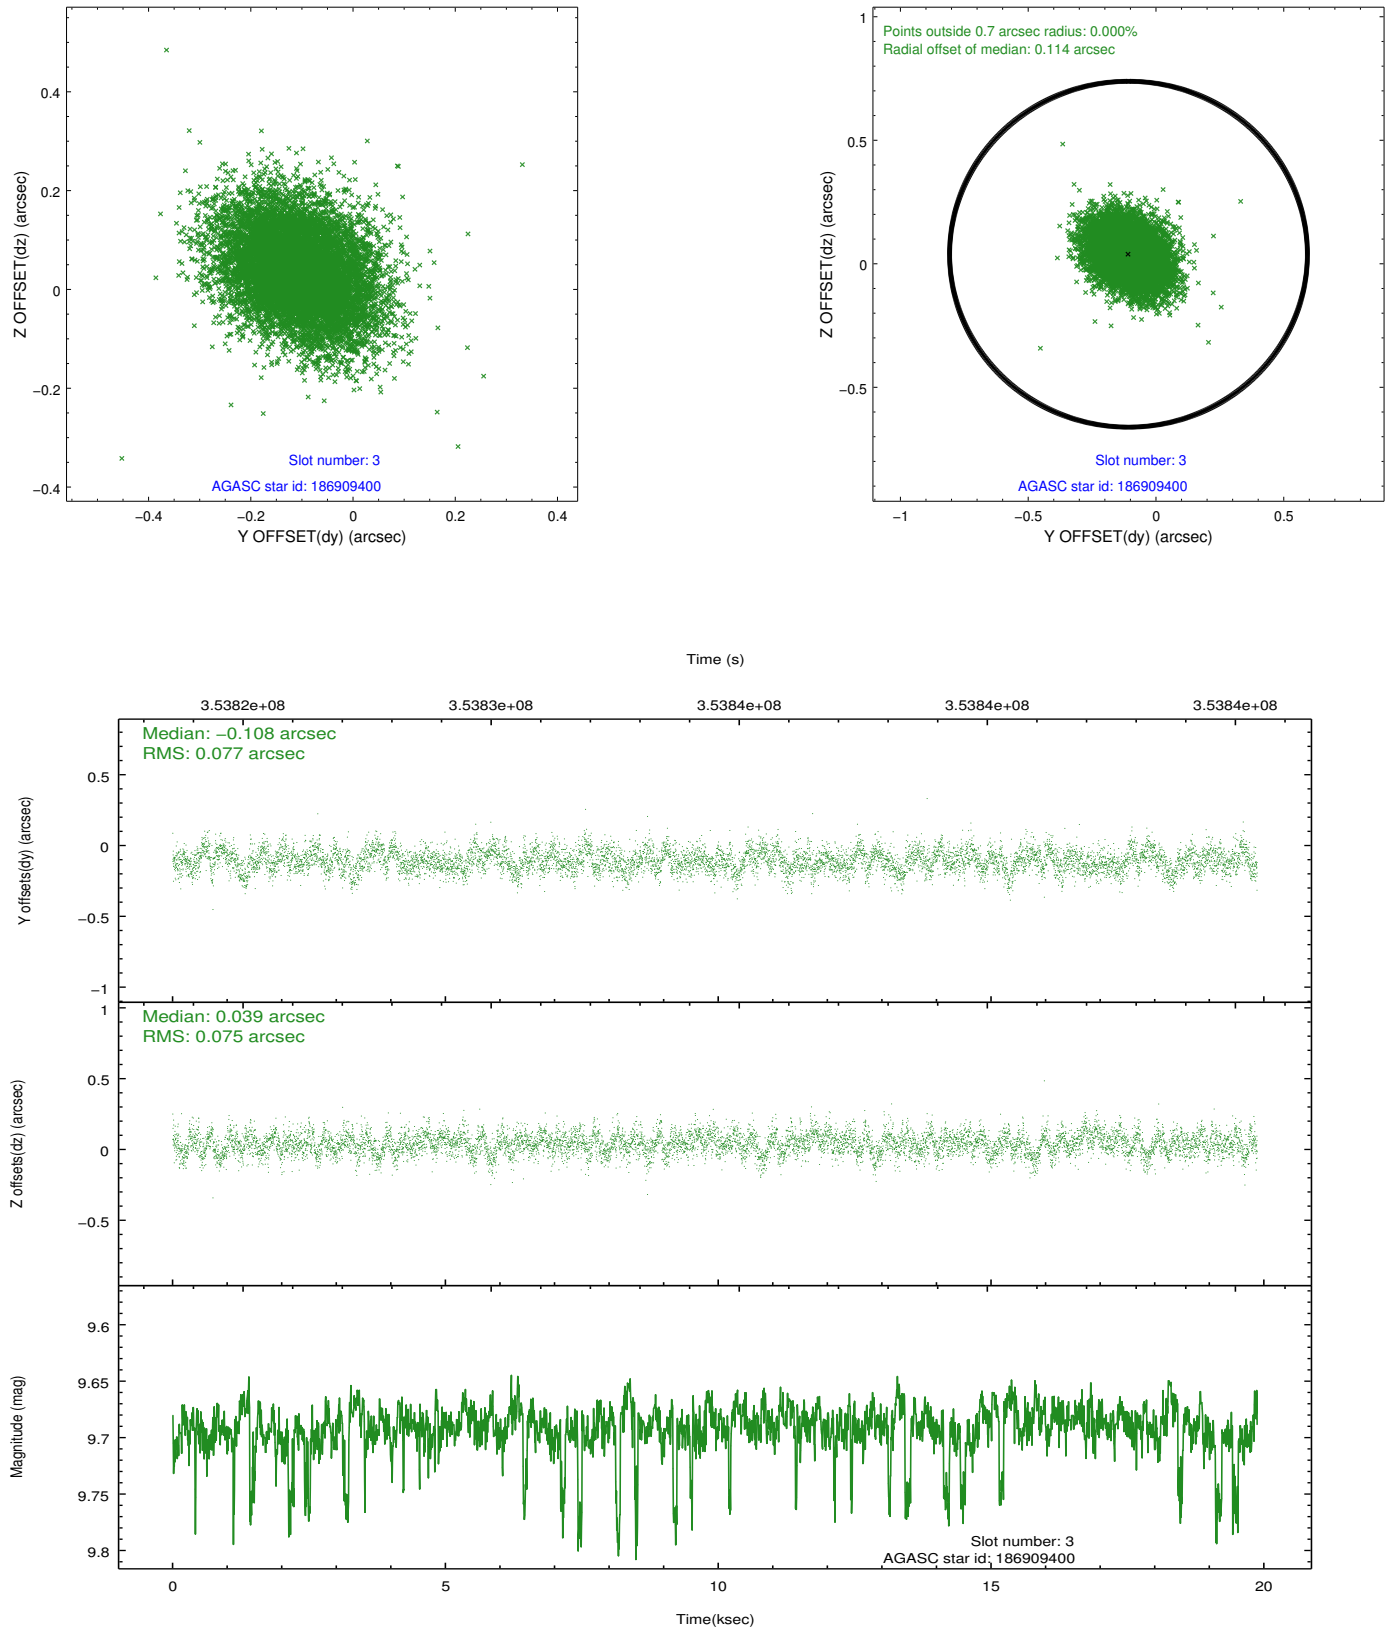 0.4
0.2
0
−0.2
−0.4
Z OFFSET(dz) (arcsec)
Slot number: 3
AGASC star id: 186909400
−0.4
−0.2
0
0.2
0.4
Y OFFSET(dy) (arcsec)
1
0.5
0
−0.5
Z OFFSET(dz) (arcsec)
Points outside 0.7 arcsec radius: 0.000%
Radial offset of median: 0.114 arcsec
Slot number: 3
AGASC star id: 186909400
−1
−0.5
0
0.5
Y OFFSET(dy) (arcsec)
Time (s)
3.5382e+08
3.5383e+08
3.5384e+08
3.5384e+08
3.5384e+08
Median: −0.108 arcsec
RMS: 0.077 arcsec
0.5
0
−0.5
−1
Y offsets(dy) (arcsec)
Median: 0.039 arcsec
RMS: 0.075 arcsec
1
0.5
0
−0.5
Z offsets(dz) (arcsec)
9.6
9.65
9.7
9.75
9.8
Magnitude (mag)
Slot number: 3
AGASC star id: 186909400
0
5
10
15
20
Time(ksec)